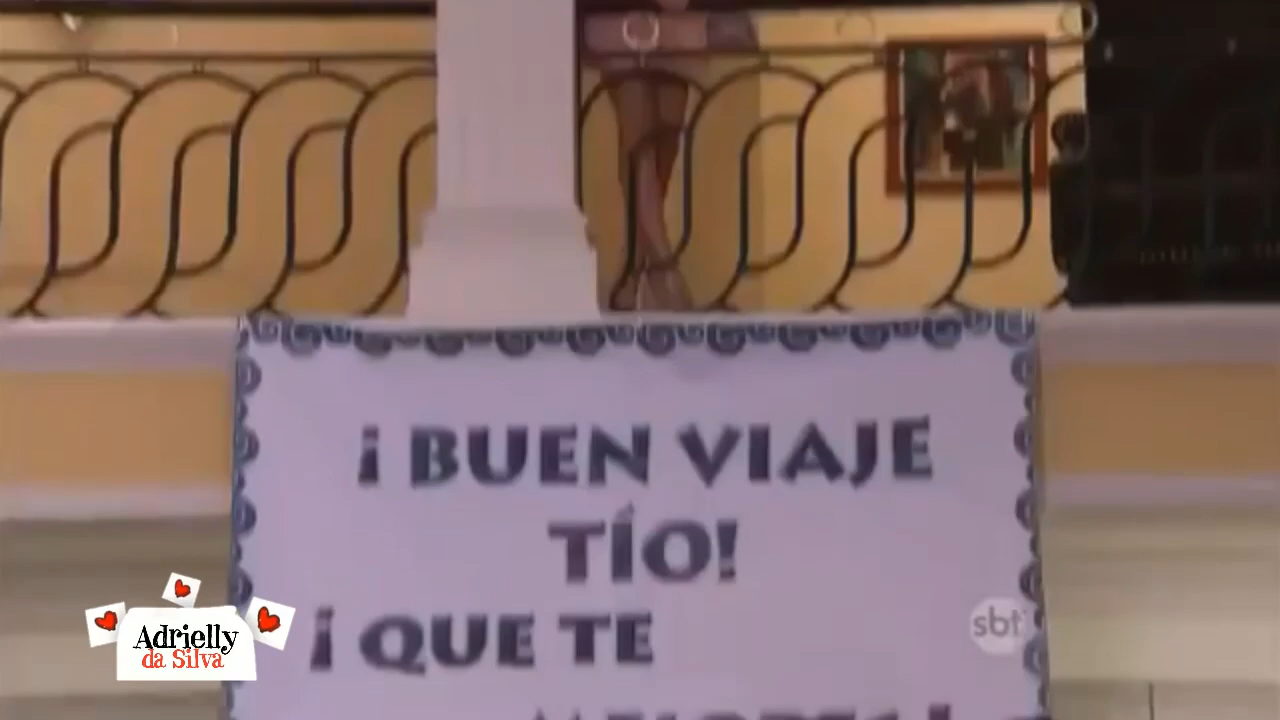 ¡BUEN VIAJE
TÍO!
¡QUE TE
Adrielly
da Silva
sbt